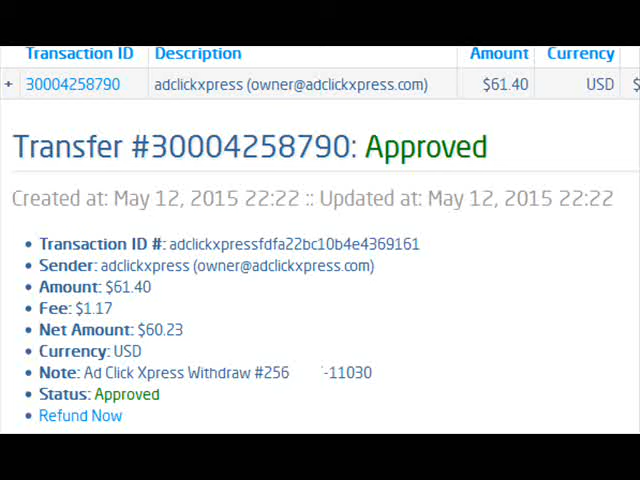 Transaction ID Description Amount Currency
+ 30004258790 adclickxpress (owner@adclickxpress.com) $61.40 USD $
Transfer #30004258790: Approved
Created at: May 12, 2015 22:22 :: Updated at: May 12, 2015 22:22
• Transaction ID #: adclickxpressfdfa22bc10b4e4369161
• Sender: adclickxpress (owner@adclickxpress.com)
• Amount: $61.40
• Fee: $1.17
• Net Amount: $60.23
• Currency: USD
• Note: Ad Click Xpress Withdraw #256 -11030
• Status: Approved
• Refund Now